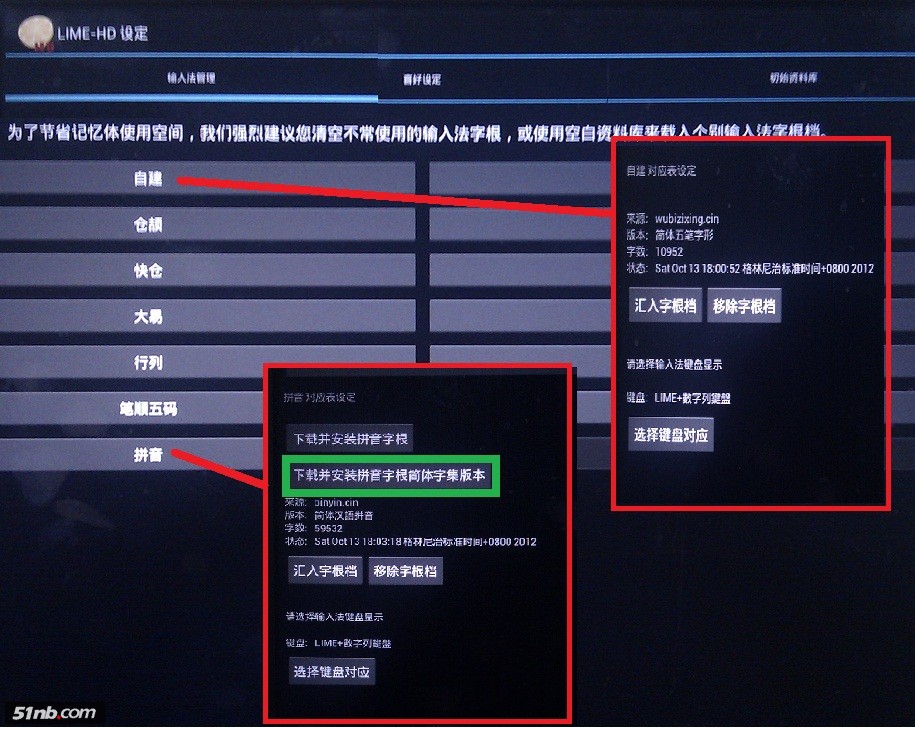 LIME-HD 设定
输入法管理
喜好设定
初始资料库
为了节省记忆体使用空间，我们强烈建议您清空不常使用的输入法字根，或使用空白资料库来载入个别输入法字根档。
自建
仓颉
快仓
大易
行列
笔顺五码
拼音
自建 对应表设定
来源: wubizixing.cin
版本: 简体五笔字形
字数: 10952
状态: Sat Oct 13 18:00:52 格林尼治标准时间+0800 2012
汇入字根档 移除字根档
请选择输入法键盘显示
键盘: LIME+數字列鍵盤
选择键盘对应
拼音 对应表设定
下载并安装拼音字根
下载并安装拼音字根简体字集版本
来源: pinyin.cin
版本: 简体汉语拼音
字数: 59532
状态: Sat Oct 13 18:03:18 格林尼治标准时间+0800 2012
汇入字根档 移除字根档
请选择输入法键盘显示
键盘: LIME+數字列鍵盤
选择键盘对应
51nb.com